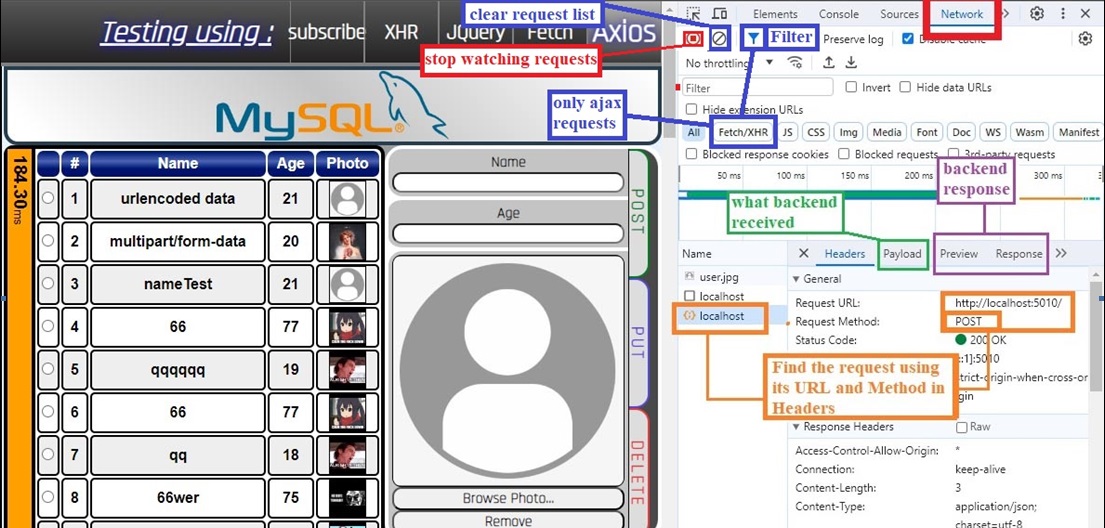 Testing using :
subscribe
XHR
JQuery
Fetch
Axios
clear request list
stop watching requests
only ajax
requests
MySQL®
184.30ms
# Name Age Photo
1 urlencoded data 21
2 multipart/form-data 20
3 nameTest 21
4 66 77
5 qqqqqq 19
6 66 77
7 qq 18
8 66wer 75
Name
Age
Browse Photo...
Remove
POST
PUT
DELETE
Elements Console Sources Network
Filter
Preserve log
Disable cache
No throttling
Filter
Invert
Hide data URLs
Hide extension URLs
All Fetch/XHR JS CSS Img Media Font Doc WS Wasm Manifest
Blocked response cookies
Blocked requests
3rd-party requests
50 ms 100 ms 150 ms 200 ms 300 ms
backend
response
what backend
received
Name
Headers Payload Preview Response
user.jpg
localhost
localhost
General
Request URL: http://localhost:5010/
Request Method: POST
Status Code: 200 OK
:1]:5010
trict-origin-when-cross-or
gin
Find the request using
its URL and Method in
Headers
Response Headers
Raw
Access-Control-Allow-Origin: *
Connection: keep-alive
Content-Length: 3
Content-Type: application/json;
charset=utf-8